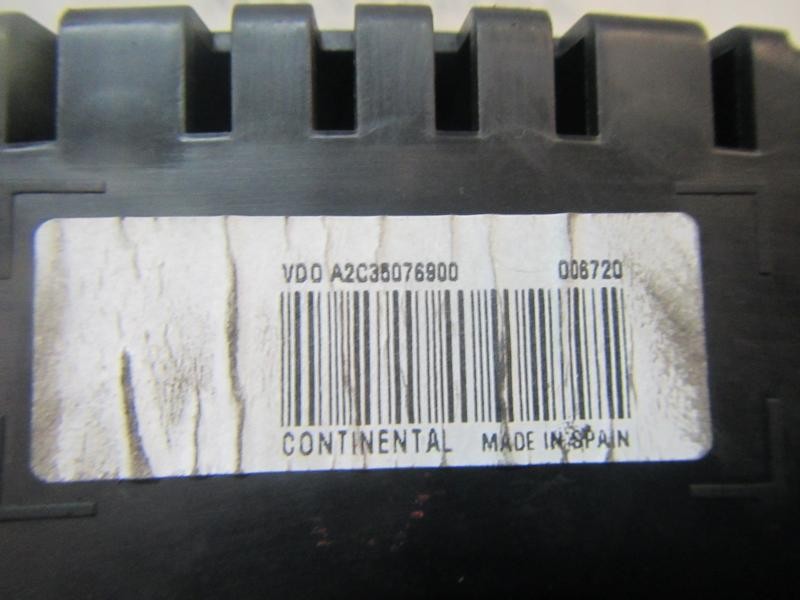 VDO A2C35076900 006720
CONTINENTAL MADE IN SPAIN